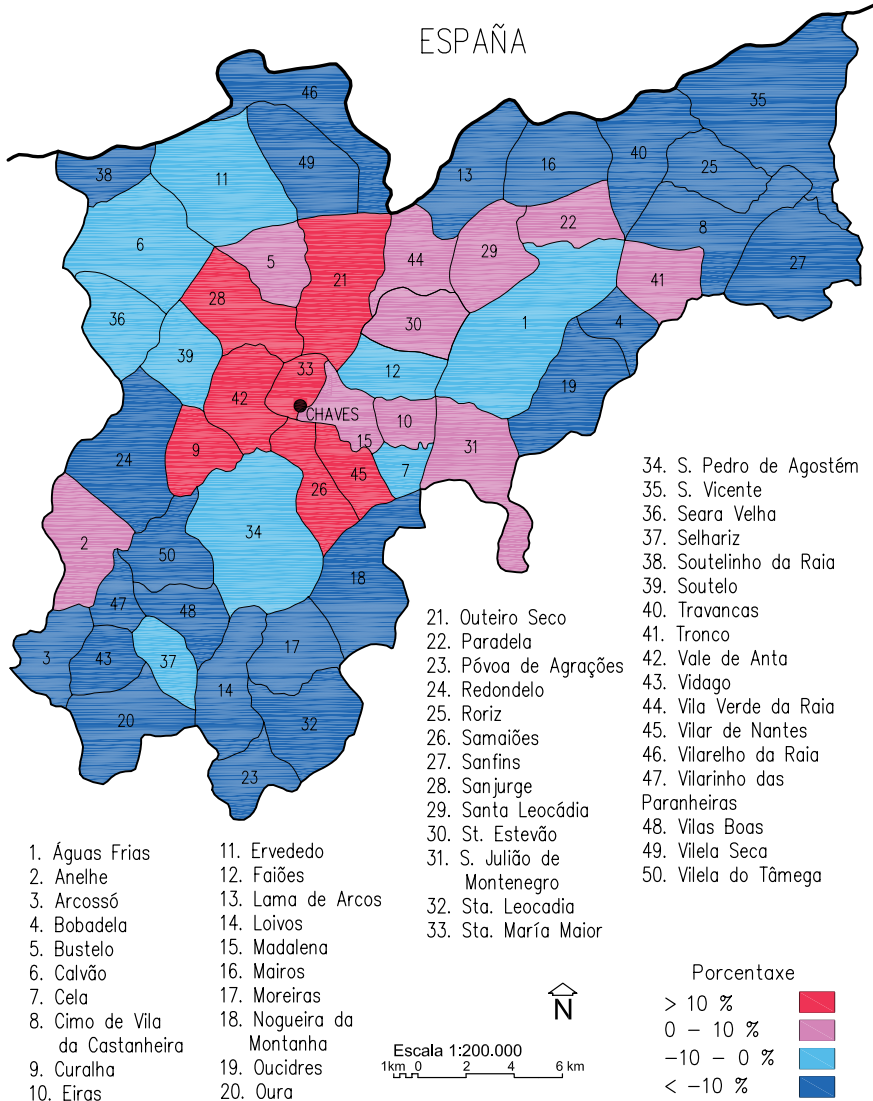 ESPAÑA
46
35
38
11
49
13
16
40
25
6
5
44
29
22
8
21
27
28
41
36
30
1
4
39
12
33
19
42
CHAVES
10
15
31
9
7
24
45
26
34
2
50
18
47
48
3
43
37
17
14
20
32
23
1. Águas Frias
2. Anelhe
3. Arcossó
4. Bobadela
5. Bustelo
6. Calvão
7. Cela
8. Cimo de Vila
da Castanheira
9. Curalha
10. Eiras
11. Ervededo
12. Faiões
13. Lama de Arcos
14. Loivos
15. Madalena
16. Mairos
17. Moreiras
18. Nogueira da
Montanha
19. Oucidres
20. Oura
21. Outeiro Seco
22. Paradela
23. Póvoa de Agrações
24. Redondelo
25. Roriz
26. Samaiões
27. Sanfins
28. Sanjurge
29. Santa Leocádia
30. St. Estevão
31. S. Julião de
Montenegro
32. Sta. Leocadia
33. Sta. María Maior
34. S. Pedro de Agostém
35. S. Vicente
36. Seara Velha
37. Selhariz
38. Soutelinho da Raia
39. Soutelo
40. Travancas
41. Tronco
42. Vale de Anta
43. Vidago
44. Vila Verde da Raia
45. Vilar de Nantes
46. Vilarelho da Raia
47. Vilarinho das
Paranheiras
48. Vilas Boas
49. Vilela Seca
50. Vilela do Tâmega
N
Escala 1:200.000
1km 0 2 4 6 km
Porcentaxe
> 10 %
0 - 10 %
-10 - 0 %
< -10 %